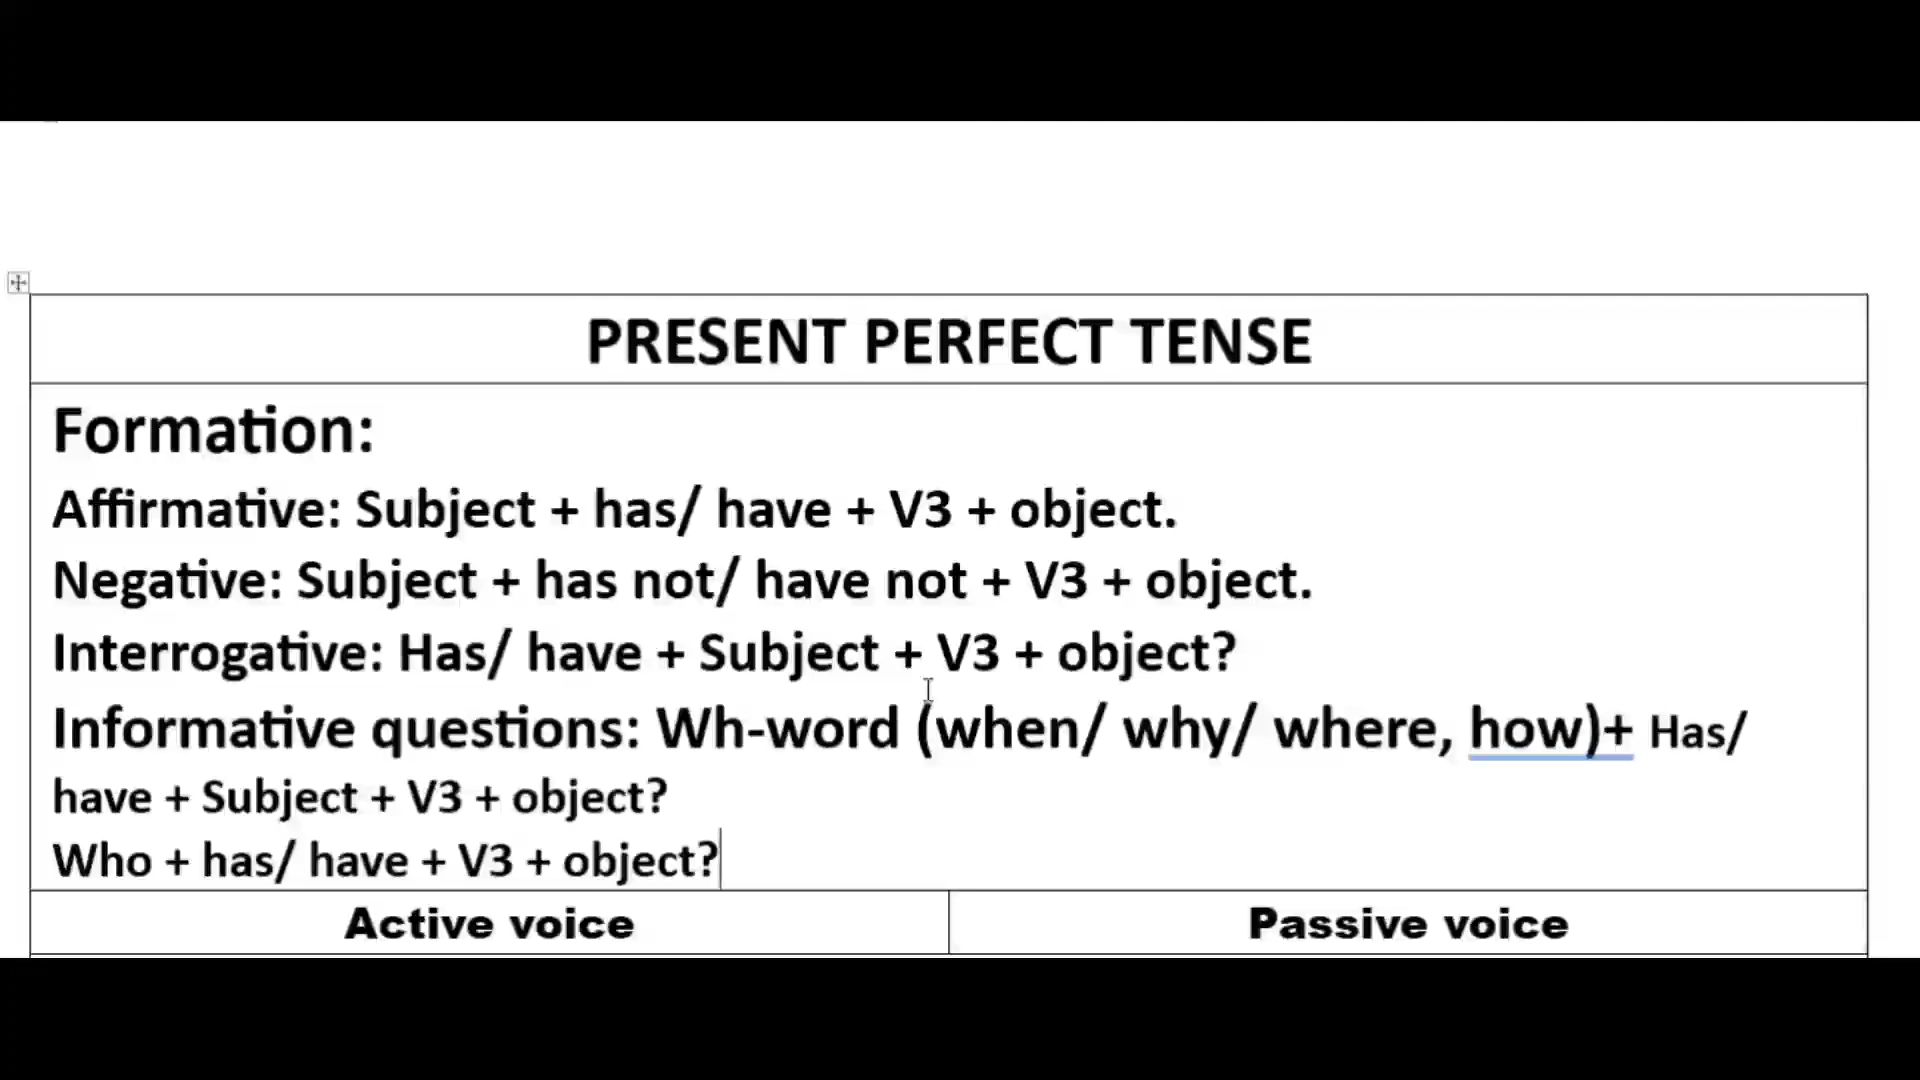 PRESENT PERFECT TENSE
Formation:
Affirmative: Subject + has/ have + V3 + object.
Negative: Subject + has not/ have not + V3 + object.
Interrogative: Has/ have + Subject + V3 + object?
Informative questions: Wh-word (when/ why/ where, how)+ Has/
have + Subject + V3 + object?
Who + has/ have + V3 + object?
Active voice
Passive voice